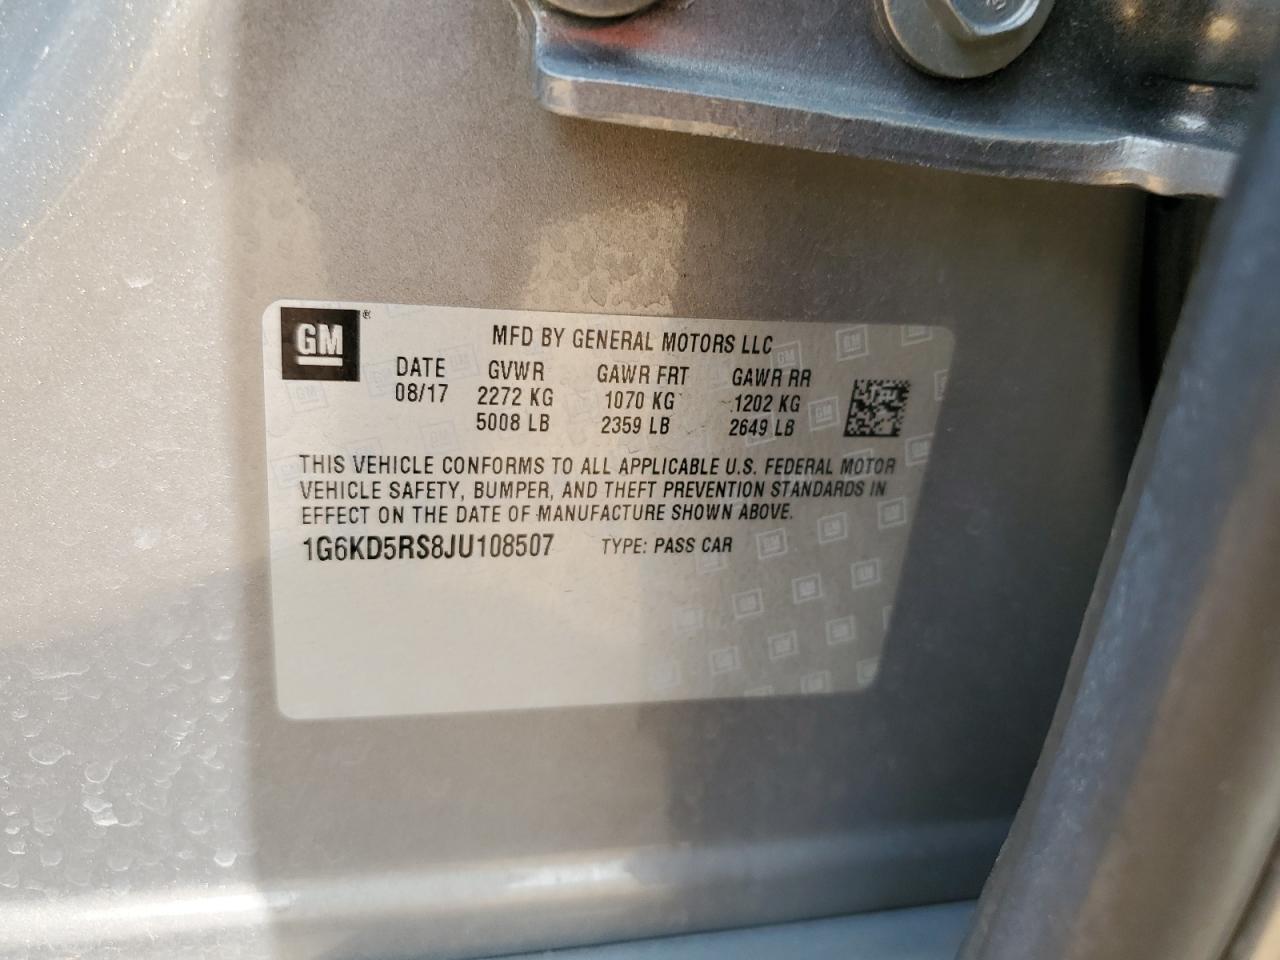 GM®
MFD BY GENERAL MOTORS LLC
DATE GVWR GAWR FRT GAWR RR
08/17 2272 KG 1070 KG 1202 KG
5008 LB 2359 LB 2649 LB
THIS VEHICLE CONFORMS TO ALL APPLICABLE U.S. FEDERAL MOTOR
VEHICLE SAFETY, BUMPER, AND THEFT PREVENTION STANDARDS IN
EFFECT ON THE DATE OF MANUFACTURE SHOWN ABOVE.
1G6KD5RS8JU108507 TYPE: PASS CAR